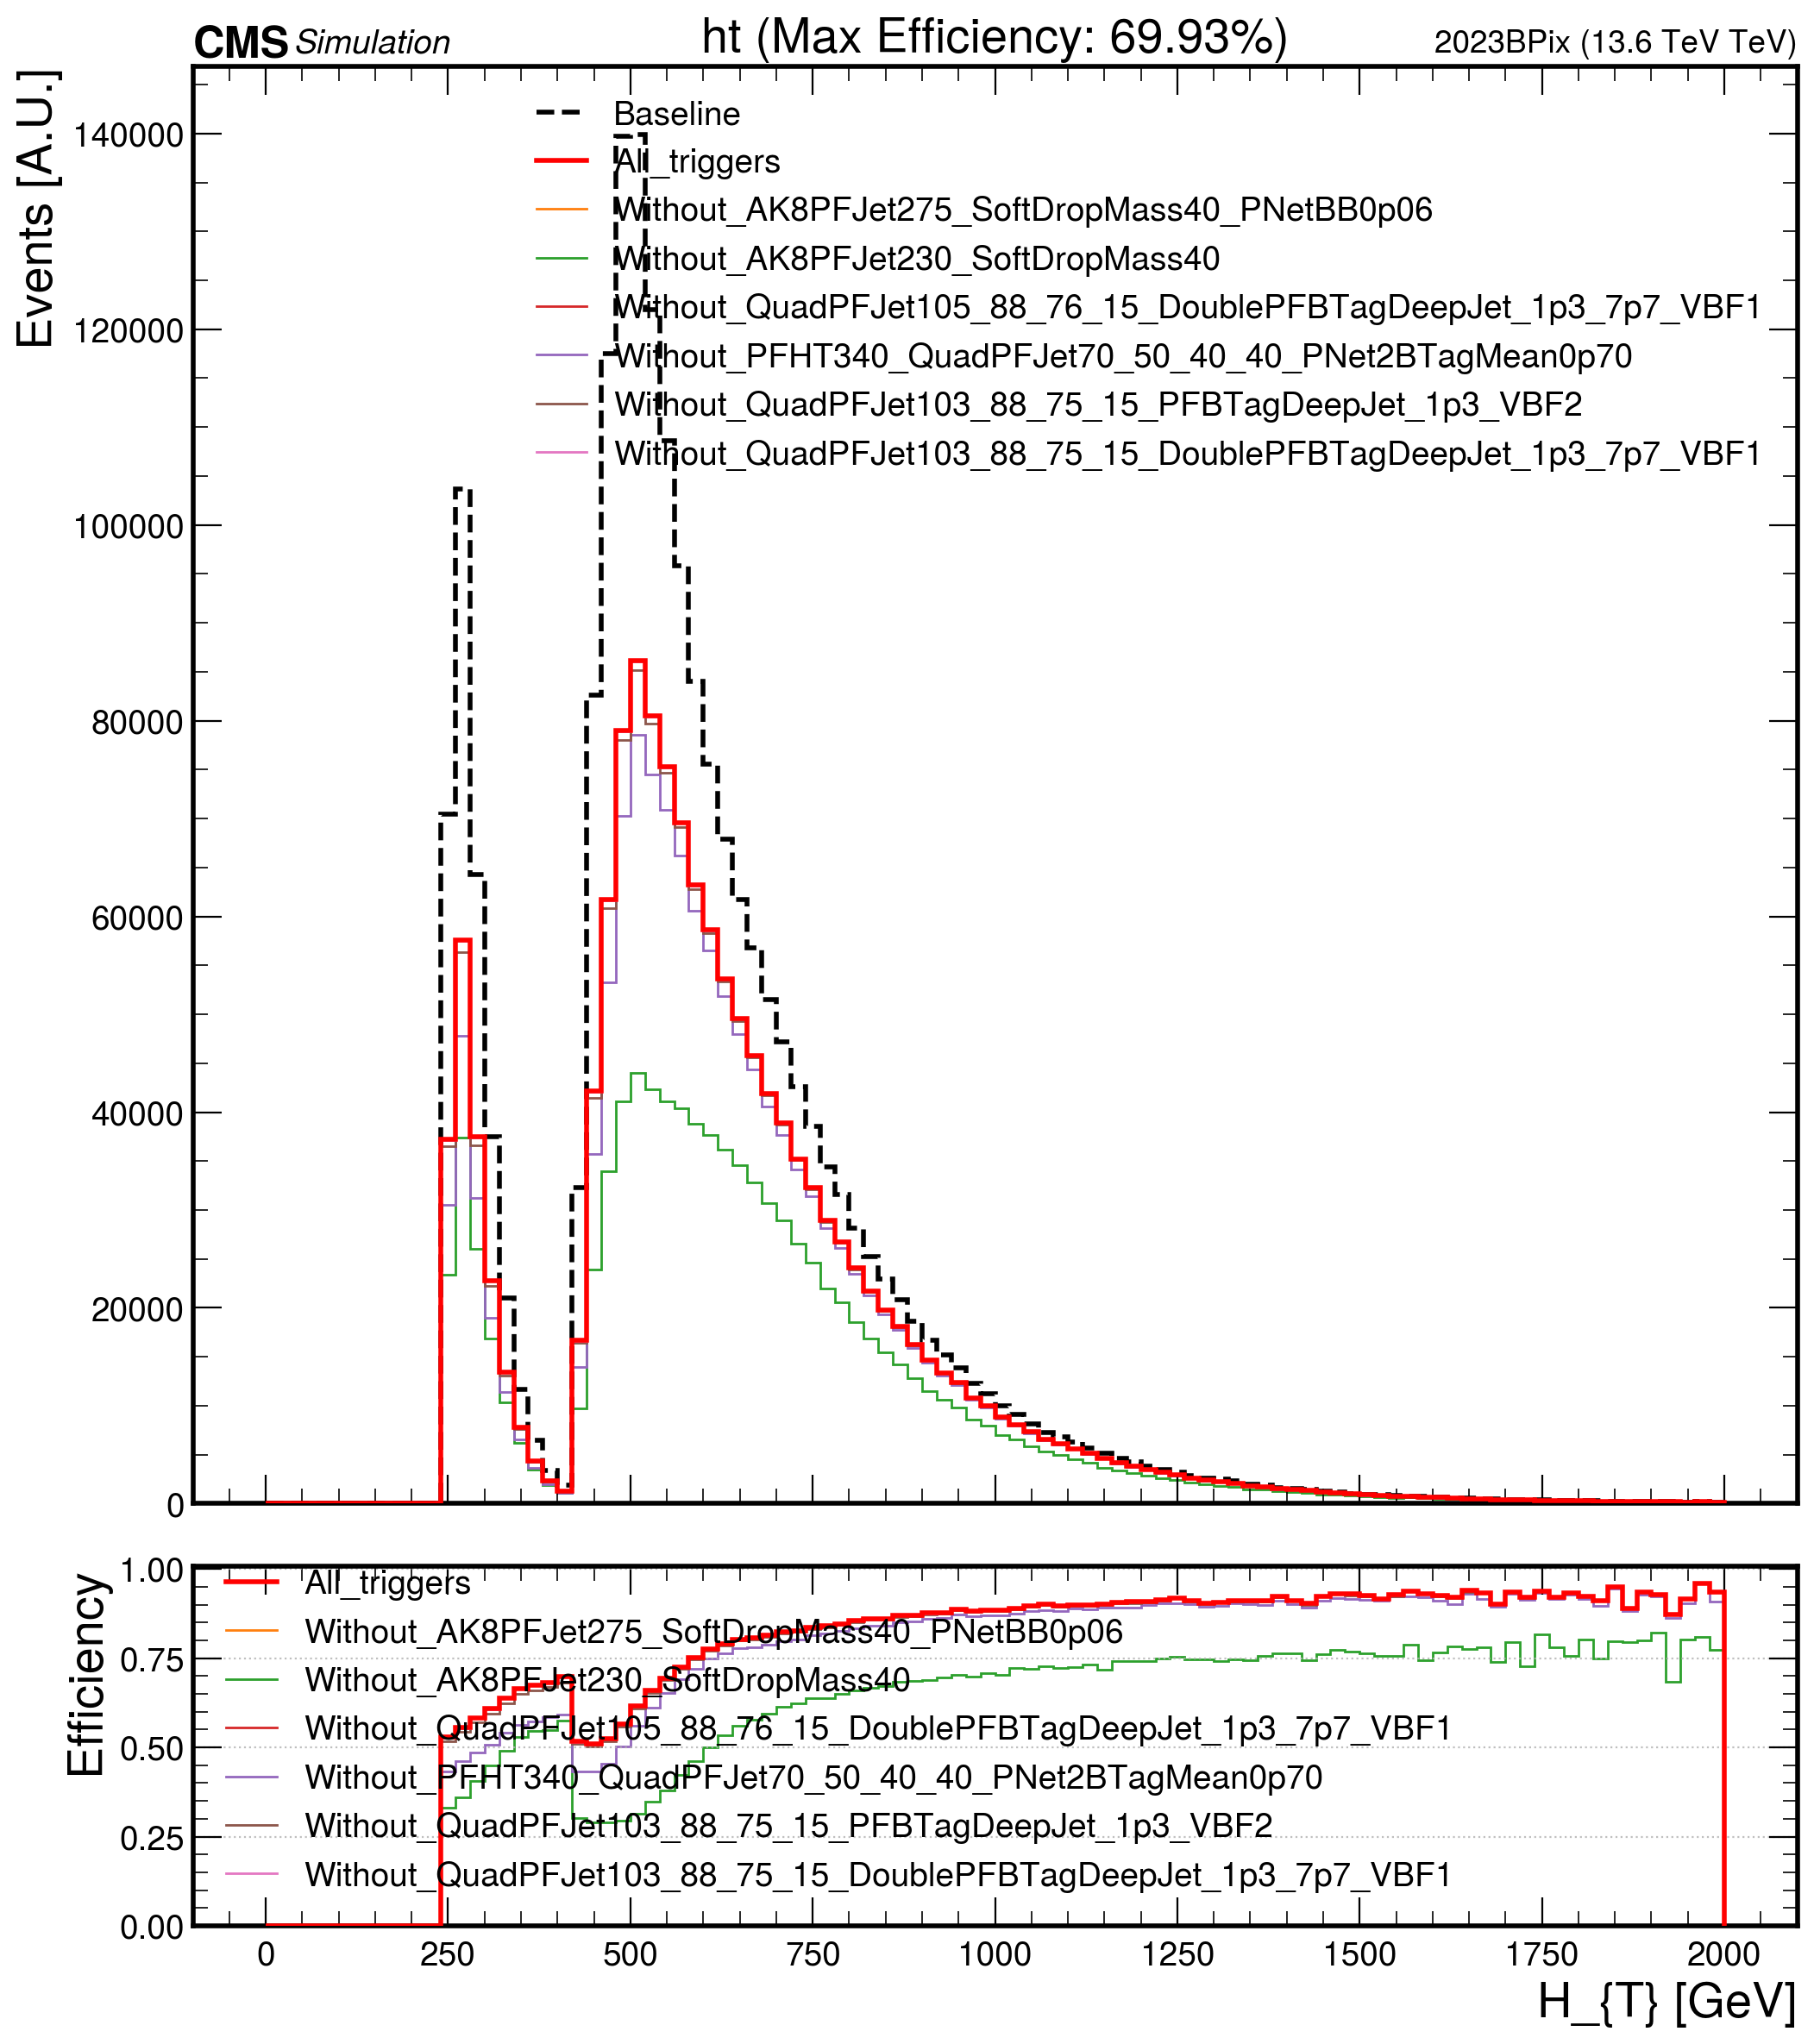 CMS Simulation ht (Max Efficiency: 69.93%) 2023BPix (13.6 TeV TeV)
Events [A.U.]
140000
120000
100000
80000
60000
40000
20000
0
Baseline
All_triggers
Without_AK8PFJet275_SoftDropMass40_PNetBB0p06
Without_AK8PFJet230_SoftDropMass40
Without_QuadPFJet105_88_76_15_DoublePFBTagDeepJet_1p3_7p7_VBF1
Without_PFHT340_QuadPFJet70_50_40_40_PNet2BTagMean0p70
Without_QuadPFJet103_88_75_15_PFBTagDeepJet_1p3_VBF2
Without_QuadPFJet103_88_75_15_DoublePFBTagDeepJet_1p3_7p7_VBF1
Efficiency
1.00
0.75
0.50
0.25
0.00
All_triggers
Without_AK8PFJet275_SoftDropMass40_PNetBB0p06
Without_AK8PFJet230_SoftDropMass40
Without_QuadPFJet105_88_76_15_DoublePFBTagDeepJet_1p3_7p7_VBF1
Without_PFHT340_QuadPFJet70_50_40_40_PNet2BTagMean0p70
Without_QuadPFJet103_88_75_15_PFBTagDeepJet_1p3_VBF2
Without_QuadPFJet103_88_75_15_DoublePFBTagDeepJet_1p3_7p7_VBF1
0 250 500 750 1000 1250 1500 1750 2000
H_{T} [GeV]